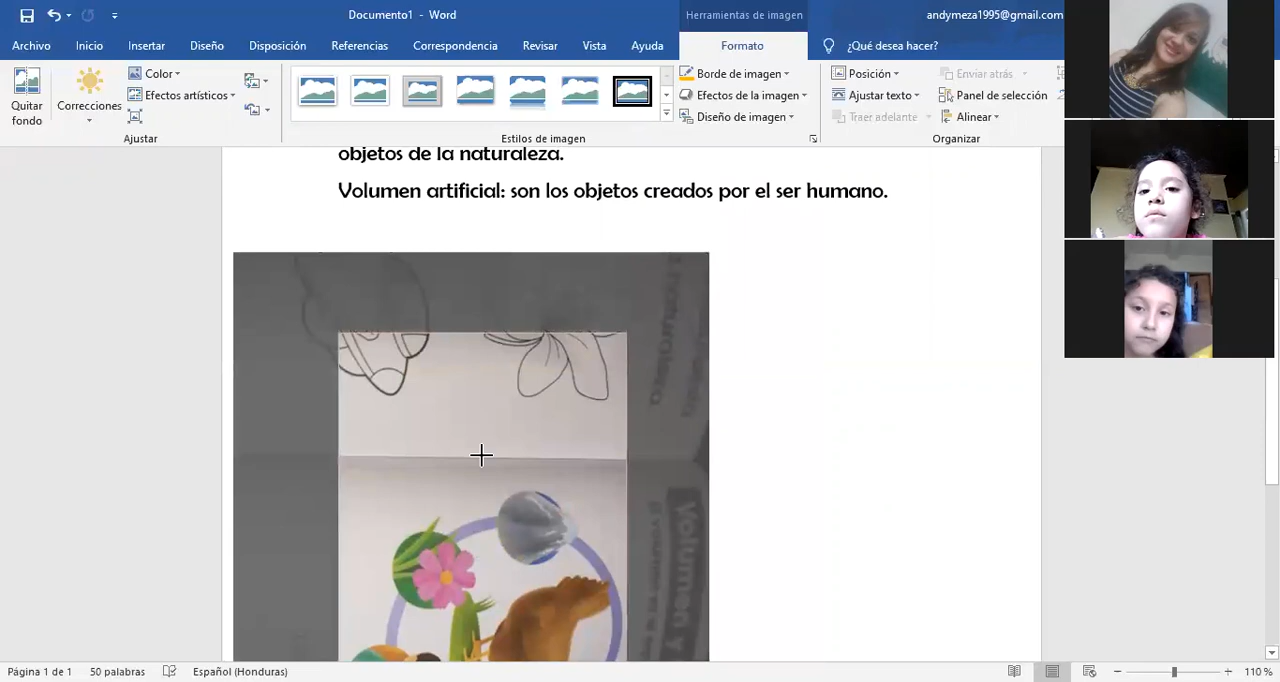 Documento1 - Word
Herramientas de imagen
andymeza1995@gmail.com
Archivo Inicio Insertar Diseño Disposición Referencias Correspondencia Revisar Vista Ayuda Formato ¿Qué desea hacer?
Quitar fondo
Correcciones
Color
Efectos artísticos
Ajustar
Estilos de imagen
Borde de imagen
Efectos de la imagen
Diseño de imagen
Posición
Ajustar texto
Traer adelante
Enviar atrás
Panel de selección
Alinear
Organizar
objetos de la naturaleza.
Volumen artificial: son los objetos creados por el ser humano.
Volumen y
Página 1 de 1 50 palabras Español (Honduras) 110 %